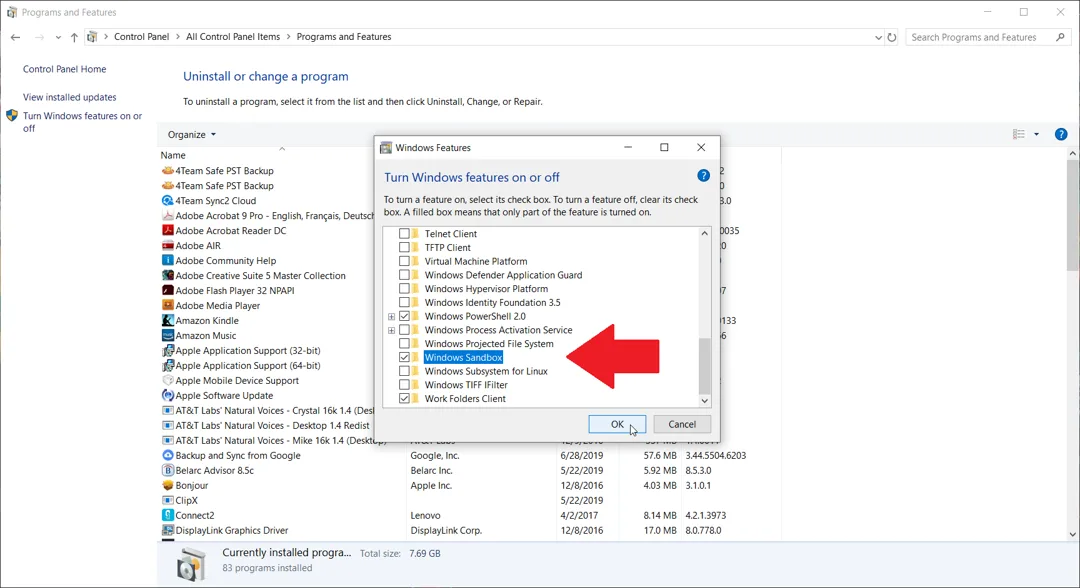 Programs and Features
Control Panel > All Control Panel Items > Programs and Features
Search Programs and Features
Control Panel Home
View installed updates
Turn Windows features on or
off
Uninstall or change a program
To uninstall a program, select it from the list and then click Uninstall, Change, or Repair.
Organize
Name
4Team Safe PST Backup
4Team Safe PST Backup
4Team Sync2 Cloud
Adobe Acrobat 9 Pro - English, Français, Deutsch
Adobe Acrobat Reader DC
Adobe AIR
Adobe Community Help
Adobe Creative Suite 5 Master Collection
Adobe Flash Player 32 NPAPI
Adobe Media Player
Amazon Kindle
Amazon Music
Apple Application Support (32-bit)
Apple Application Support (64-bit)
Apple Mobile Device Support
Apple Software Update
AT&T Labs' Natural Voices - Crystal 16k 1.4 (Des
AT&T Labs' Natural Voices - Desktop 1.4 Redist
AT&T Labs' Natural Voices - Mike 16k 1.4 (Desktop)
Backup and Sync from Google Google, Inc. 6/28/2019 57.6 MB 3.44.5504.6203
Belarc Advisor 8.5c Belarc Inc. 5/22/2019 5.92 MB 8.5.3.0
Bonjour Apple Inc. 12/8/2016 4.03 MB 3.1.0.1
ClipX 5/22/2019
Connect2 Lenovo 4/2/2017 8.14 MB 4.2.1.3973
DisplayLink Graphics Driver DisplayLink Corp. 12/8/2016 17.0 MB 8.0.778.0
Windows Features
Turn Windows features on or off
To turn a feature on, select its check box. To turn a feature off, clear its check
box. A filled box means that only part of the feature is turned on.
Telnet Client
TFTP Client
Virtual Machine Platform
Windows Defender Application Guard
Windows Hypervisor Platform
Windows Identity Foundation 3.5
Windows PowerShell 2.0
Windows Process Activation Service
Windows Projected File System
Windows Sandbox
Windows Subsystem for Linux
Windows TIFF IFilter
Work Folders Client
OK Cancel
Currently installed progra... Total size: 7.69 GB
83 programs installed